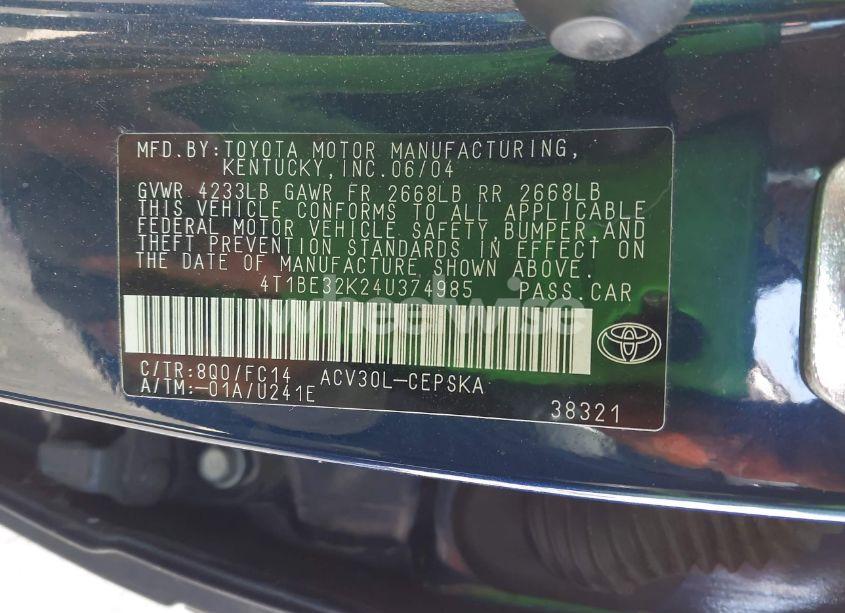 MFD.BY:TOYOTA MOTOR MANUFACTURING,
KENTUCKY, INC.06/04
GVWR 4233LB GAWR FR 2668LB RR 2668LB
THIS VEHICLE CONFORMS TO ALL APPLICABLE
FEDERAL MOTOR VEHICLE SAFETY, BUMPER AND
THEFT PREVENTION STANDARDS IN EFFECT ON
THE DATE OF MANUFACTURE SHOWN ABOVE.
4T1BE32K24U374985 PASS.CAR
wheelwise
C/TR:8Q0/FC14 ACV30L-CEPSKA
A/TM:-01A/U241E
38321